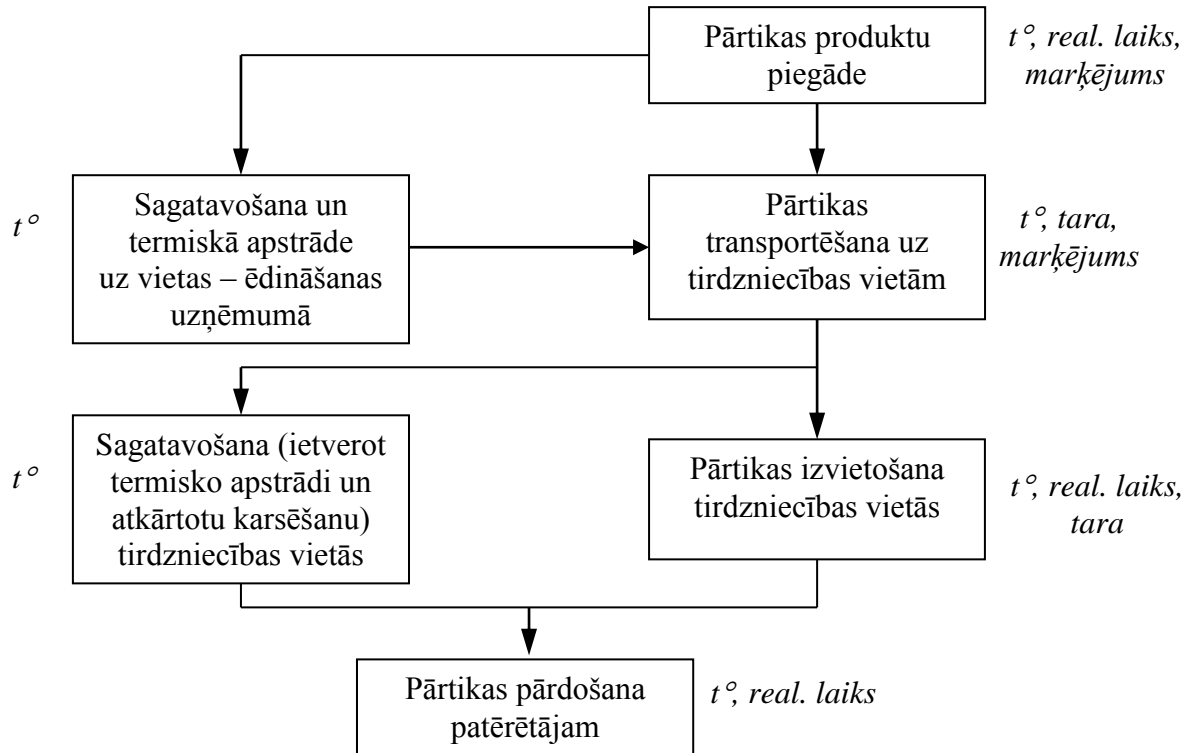 Pārtikas produktu
piegāde
t°, real. laiks,
marķējums
t°
Sagatavošana un
termiskā apstrāde
uz vietas – ēdināšanas
uzņēmumā
Pārtikas
transportēšana uz
tirdzniecības vietām
t°, tara,
marķējums
t°
Sagatavošana (ietverot
termisko apstrādi un
atkārtotu karsēšanu)
tirdzniecības vietās
Pārtikas izvietošana
tirdzniecības vietās
t°, real. laiks,
tara
Pārtikas pārdošana
patērētājam
t°, real. laiks